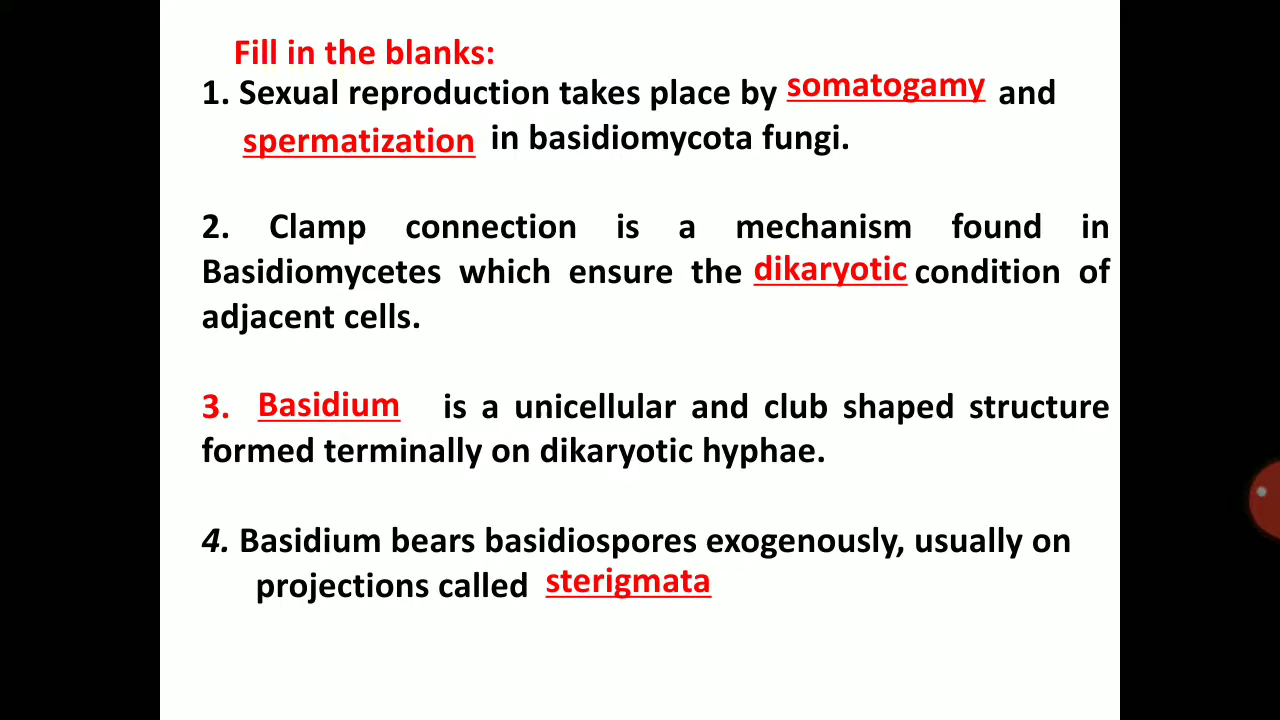 Fill in the blanks:
1. Sexual reproduction takes place by somatogamy and
spermatization in basidiomycota fungi.
2. Clamp connection is a mechanism found in
Basidiomycetes which ensure the dikaryotic condition of
adjacent cells.
3. Basidium is a unicellular and club shaped structure
formed terminally on dikaryotic hyphae.
4. Basidium bears basidiospores exogenously, usually on
projections called sterigmata